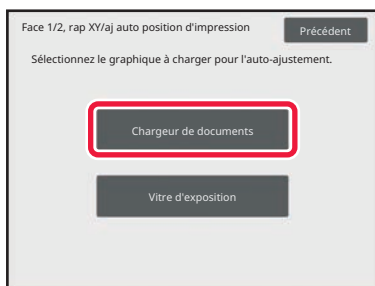 Face 1/2, rap XY/aj auto position d'impression
Précédent
Sélectionnez le graphique à charger pour l'auto-ajustement.
Chargeur de documents
Vitre d'exposition